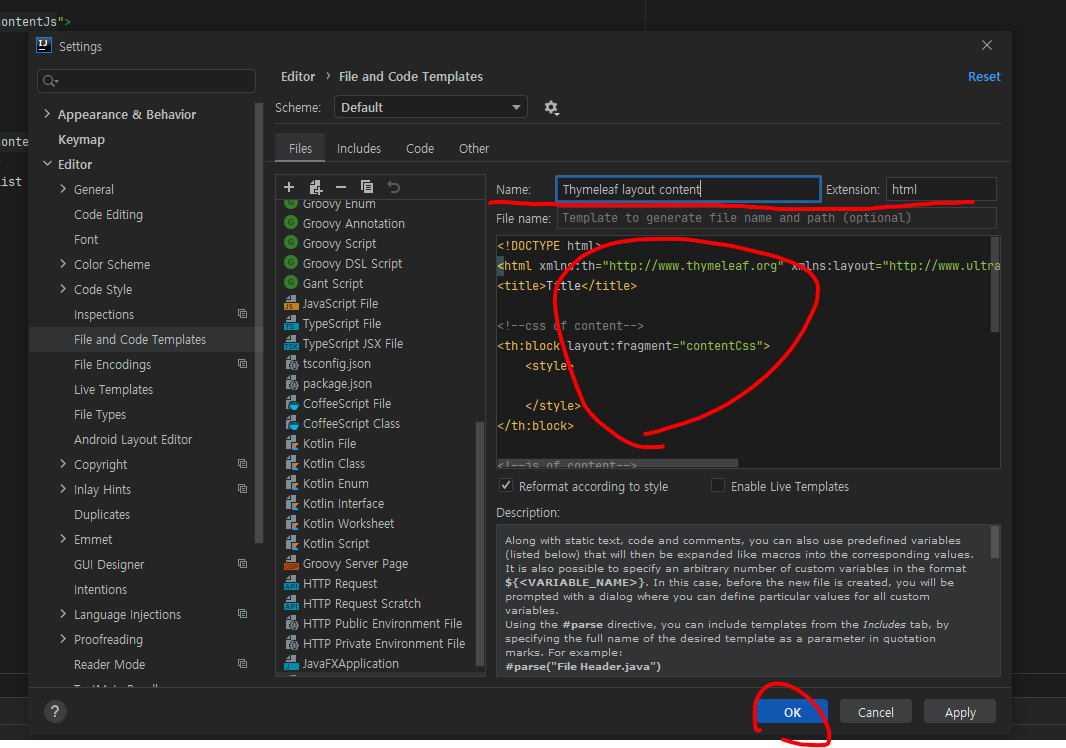 contentJs">
IJ Settings
Editor › File and Code Templates Reset
Scheme: Default
Appearance & Behavior
Keymap
Editor
General
Code Editing
Font
Color Scheme
Code Style
Inspections
File and Code Templates
File Encodings
Live Templates
File Types
Android Layout Editor
Copyright
Inlay Hints
Duplicates
Emmet
GUI Designer
Intentions
Language Injections
Proofreading
Reader Mode
conte
ist
Files Includes Code Other
Groovy Enum
Groovy Annotation
Groovy Script
Groovy DSL Script
Gant Script
JavaScript File
TypeScript File
TypeScript JSX File
tsconfig.json
package.json
CoffeeScript File
CoffeeScript Class
Kotlin File
Kotlin Class
Kotlin Enum
Kotlin Interface
Kotlin Worksheet
Kotlin Script
Groovy Server Page
HTTP Request
HTTP Request Scratch
HTTP Public Environment File
HTTP Private Environment File
JavaFXApplication
Name: Thymeleaf layout content Extension: html
File name: Template to generate file name and path (optional)
<!DOCTYPE html>
<html xmlns:th="http://www.thymeleaf.org" xmlns:layout="http://www.ultra
<title>Title</title>
<!--css of content-->
<th:block layout:fragment="contentCss">
<style>
</style>
</th:block>
<!--js of content-->
Reformat according to style Enable Live Templates
Description:
Along with static text, code and comments, you can also use predefined variables
(listed below) that will then be expanded like macros into the corresponding values.
It is also possible to specify an arbitrary number of custom variables in the format
${<VARIABLE_NAME>}. In this case, before the new file is created, you will be
prompted with a dialog where you can define particular values for all custom
variables.
Using the #parse directive, you can include templates from the Includes tab, by
specifying the full name of the desired template as a parameter in quotation
marks. For example:
#parse("File Header.java")
? OK Cancel Apply